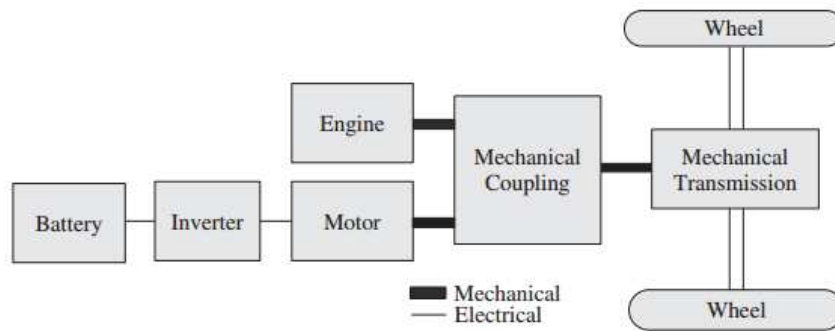 Wheel
Engine
Mechanical
Coupling
Mechanical
Transmission
Battery
Inverter
Motor
Mechanical
Electrical
Wheel